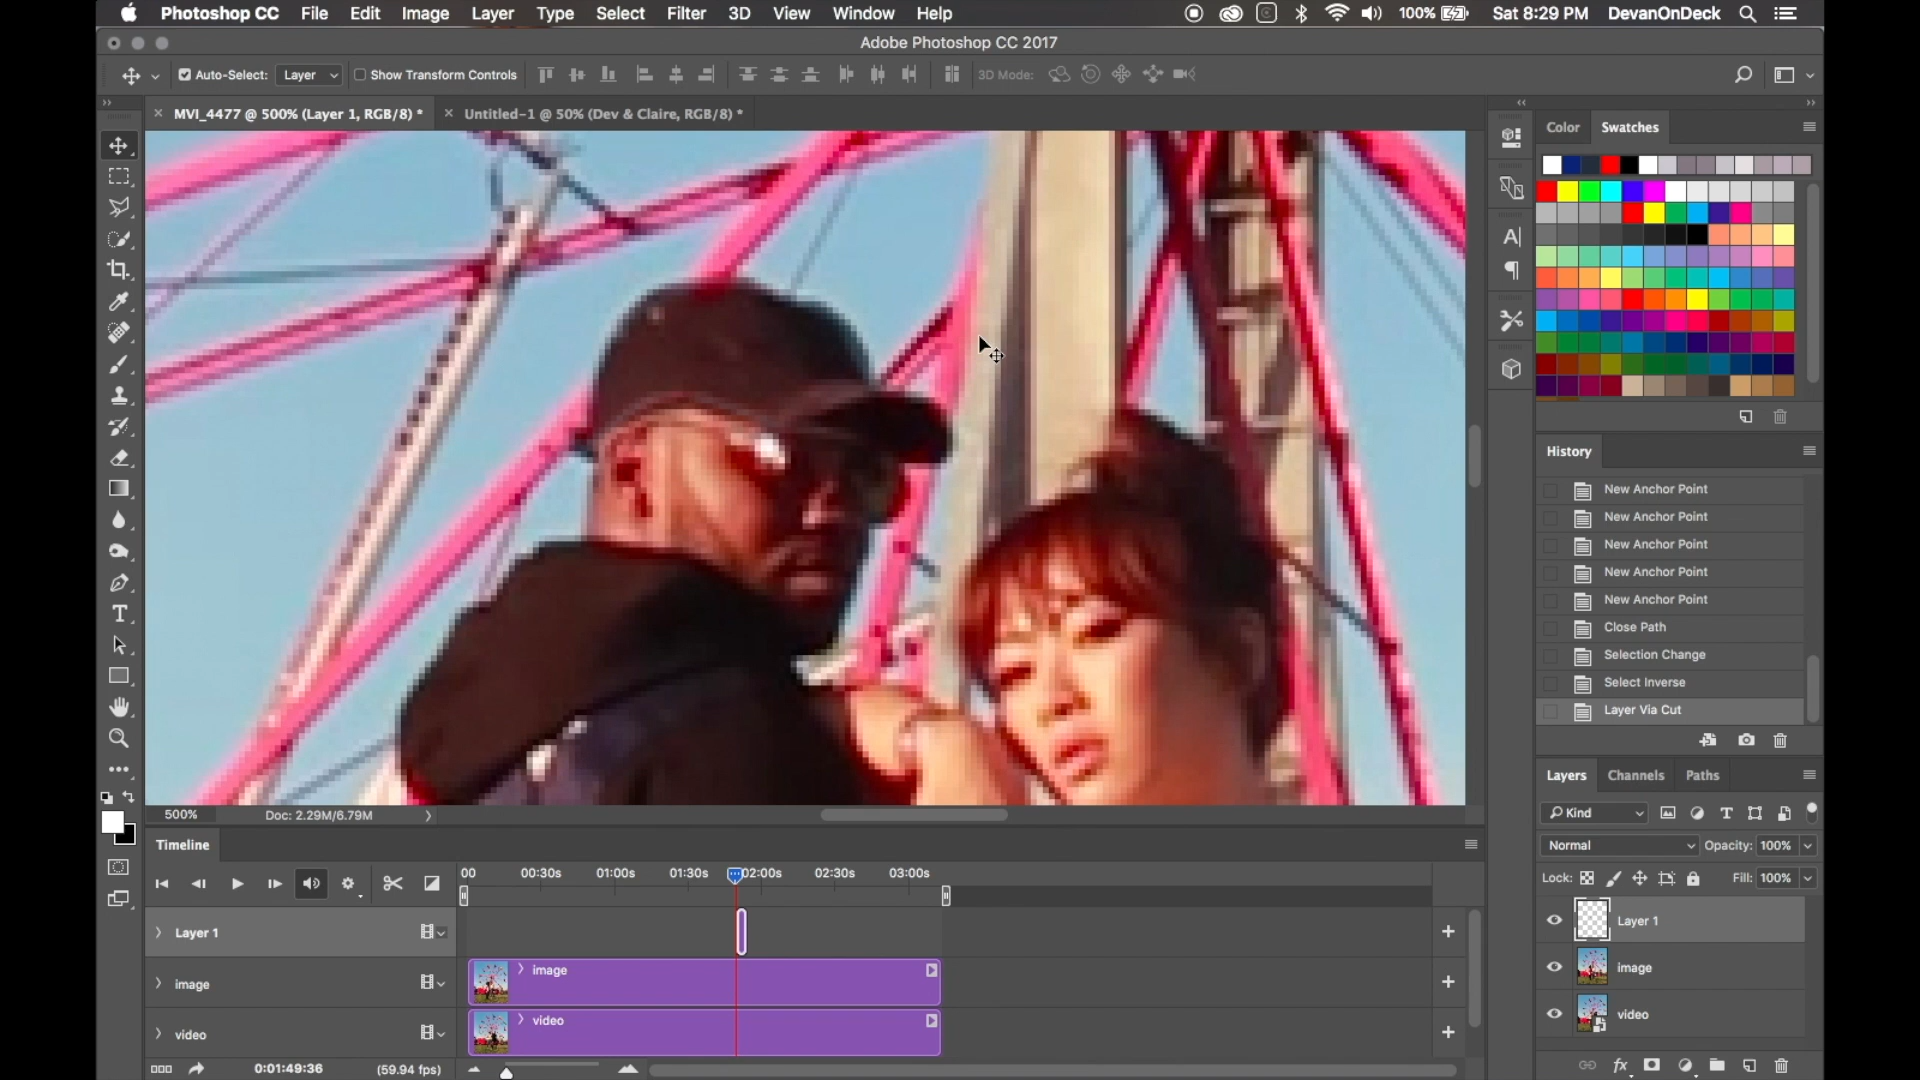 Photoshop CC File Edit Image Layer Type Select Filter 3D View Window Help 100% Sat 8:29 PM DevanOnDeck
Adobe Photoshop CC 2017
Auto-Select: Layer Show Transform Controls 3D Mode:
MVI_4477 @ 500% (Layer 1, RGB/8) * Untitled-1 @ 50% (Dev & Claire, RGB/8) *
Color Swatches
History
New Anchor Point
New Anchor Point
New Anchor Point
New Anchor Point
New Anchor Point
Close Path
Selection Change
Select Inverse
Layer Via Cut
Layers Channels Paths
Kind
Normal Opacity: 100%
Lock: Fill: 100%
Layer 1
image
video
500% Doc: 2.29M/6.79M
Timeline
00 00:30s 01:00s 01:30s 02:00s 02:30s 03:00s
Layer 1
image image
video video
0:01:49:36 (59.94 fps)